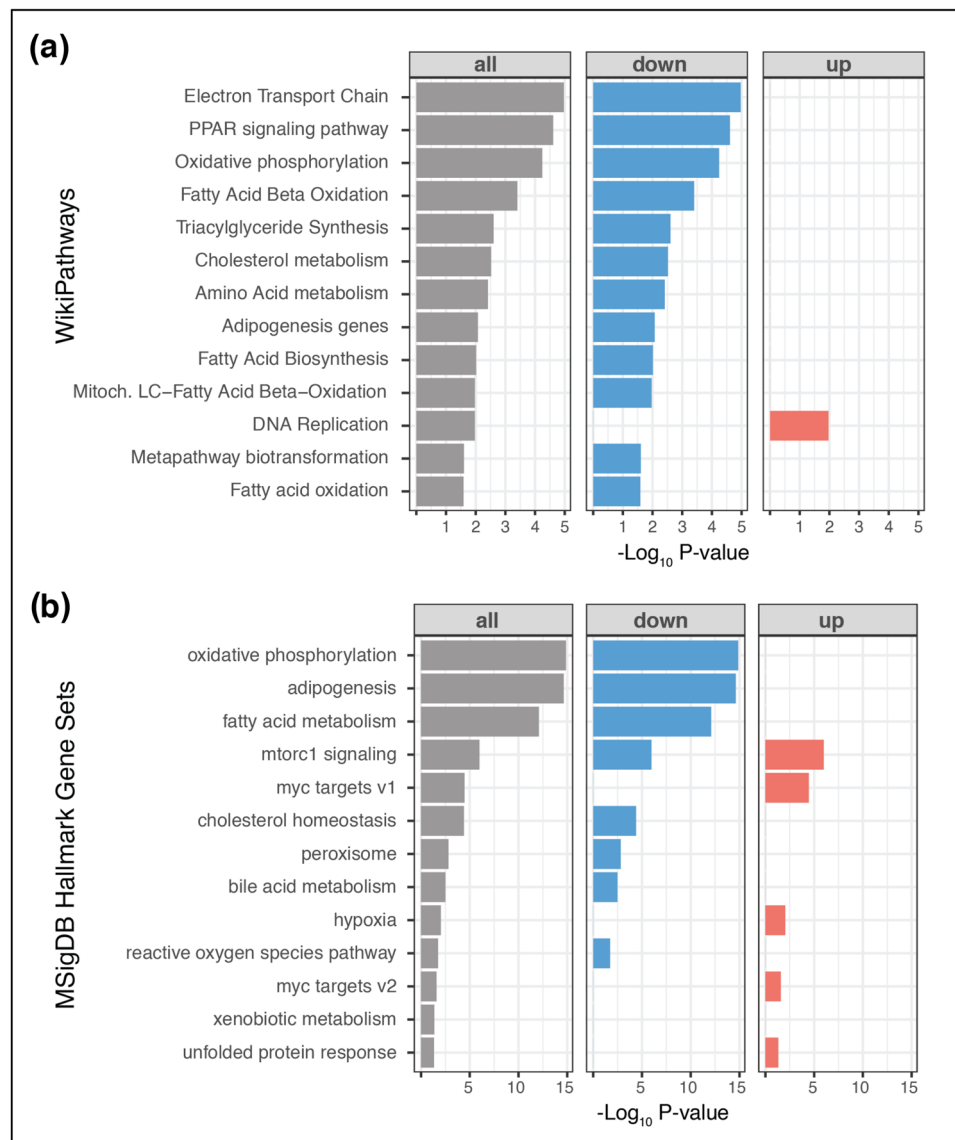 (a)
all down up
Electron Transport Chain
PPAR signaling pathway
Oxidative phosphorylation
Fatty Acid Beta Oxidation
Triacylglyceride Synthesis
Cholesterol metabolism
Amino Acid metabolism
Adipogenesis genes
Fatty Acid Biosynthesis
Mitoch. LC−Fatty Acid Beta−Oxidation
DNA Replication
Metapathway biotransformation
Fatty acid oxidation
WikiPathways
1 2 3 4 5 1 2 3 4 5 1 2 3 4 5
-Log10 P-value
(b)
all down up
oxidative phosphorylation
adipogenesis
fatty acid metabolism
mtorc1 signaling
myc targets v1
cholesterol homeostasis
peroxisome
bile acid metabolism
hypoxia
reactive oxygen species pathway
myc targets v2
xenobiotic metabolism
unfolded protein response
MSigDB Hallmark Gene Sets
5 10 15 5 10 15 5 10 15
-Log10 P-value